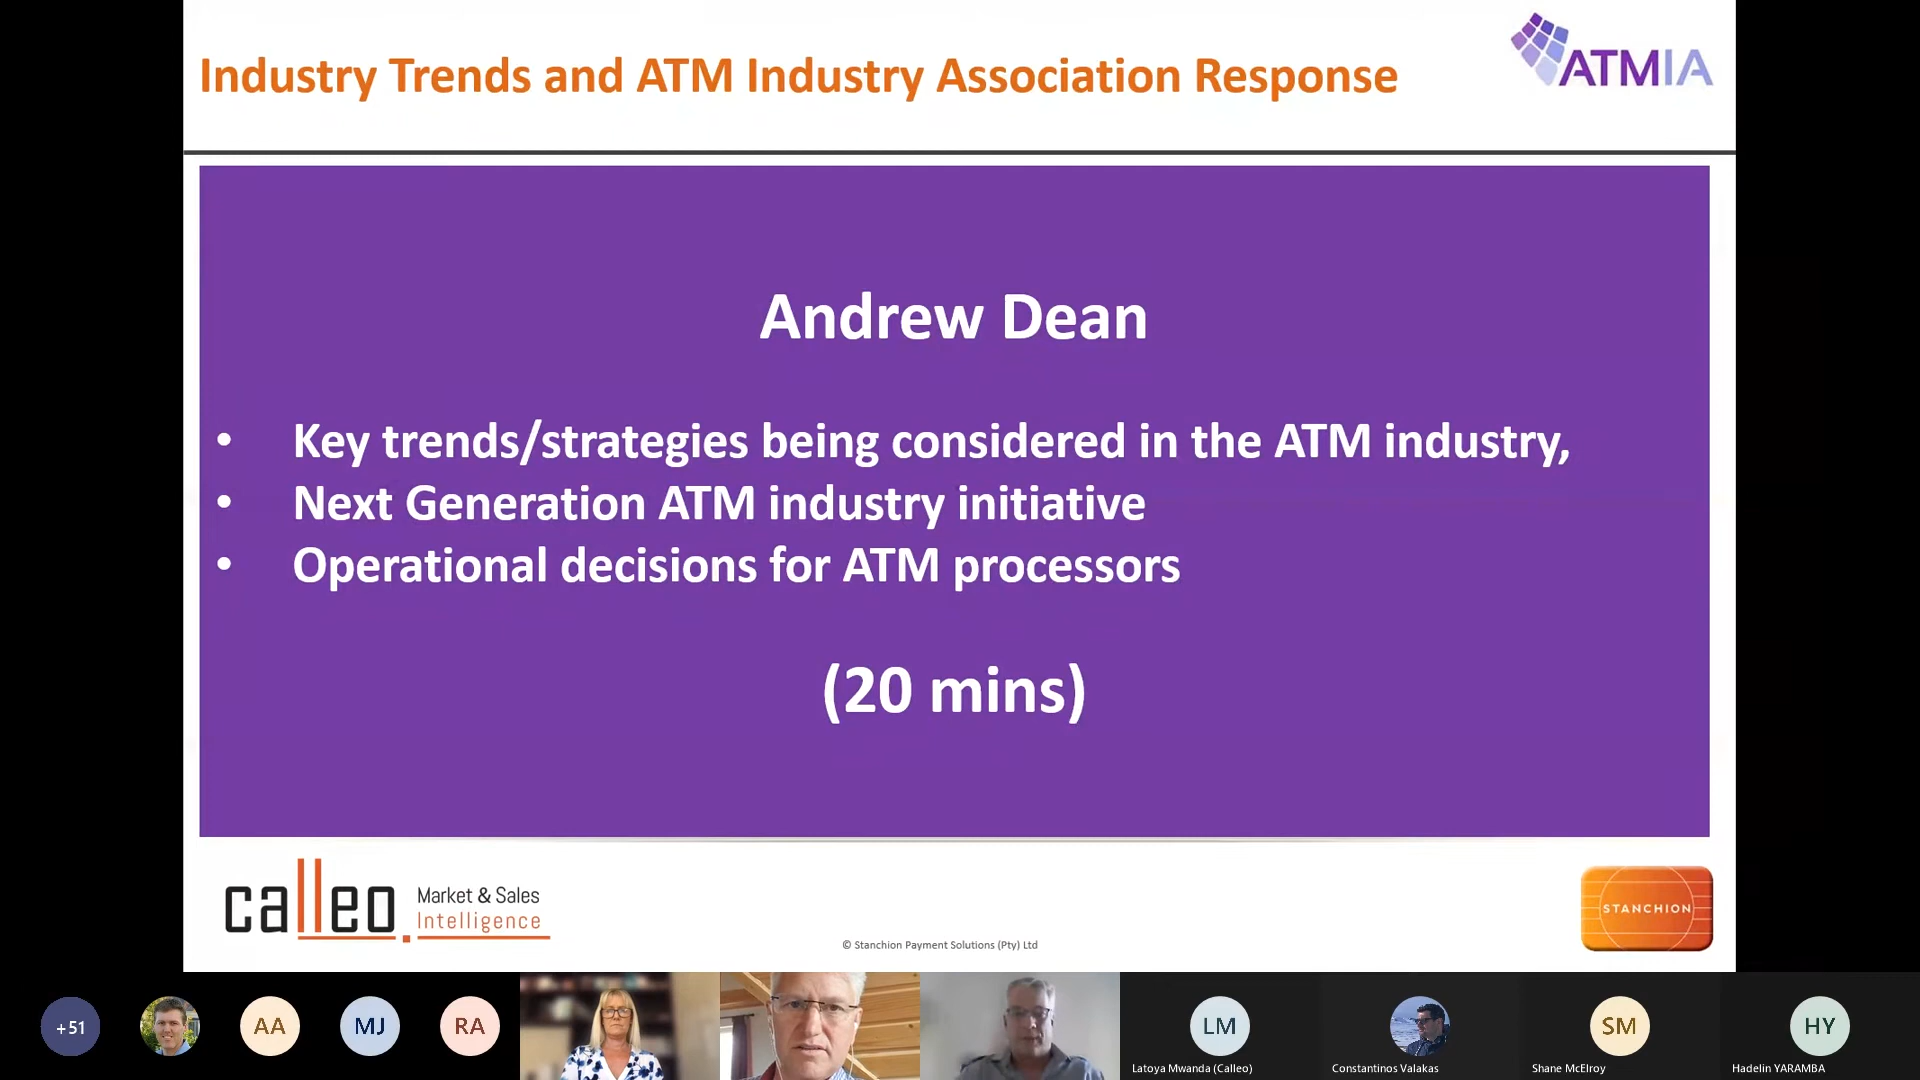 Industry Trends and ATM Industry Association Response
ATMIA
Andrew Dean
• Key trends/strategies being considered in the ATM industry,
• Next Generation ATM industry initiative
• Operational decisions for ATM processors
(20 mins)
calleo. Market & Sales
Intelligence
© Stanchion Payment Solutions (Pty) Ltd
STANCHION
+51
AA
MJ
RA
LM
SM
HY
Latoya Mwanda (Calleo)
Constantinos Valakas
Shane McElroy
Hadelin YARAMBA